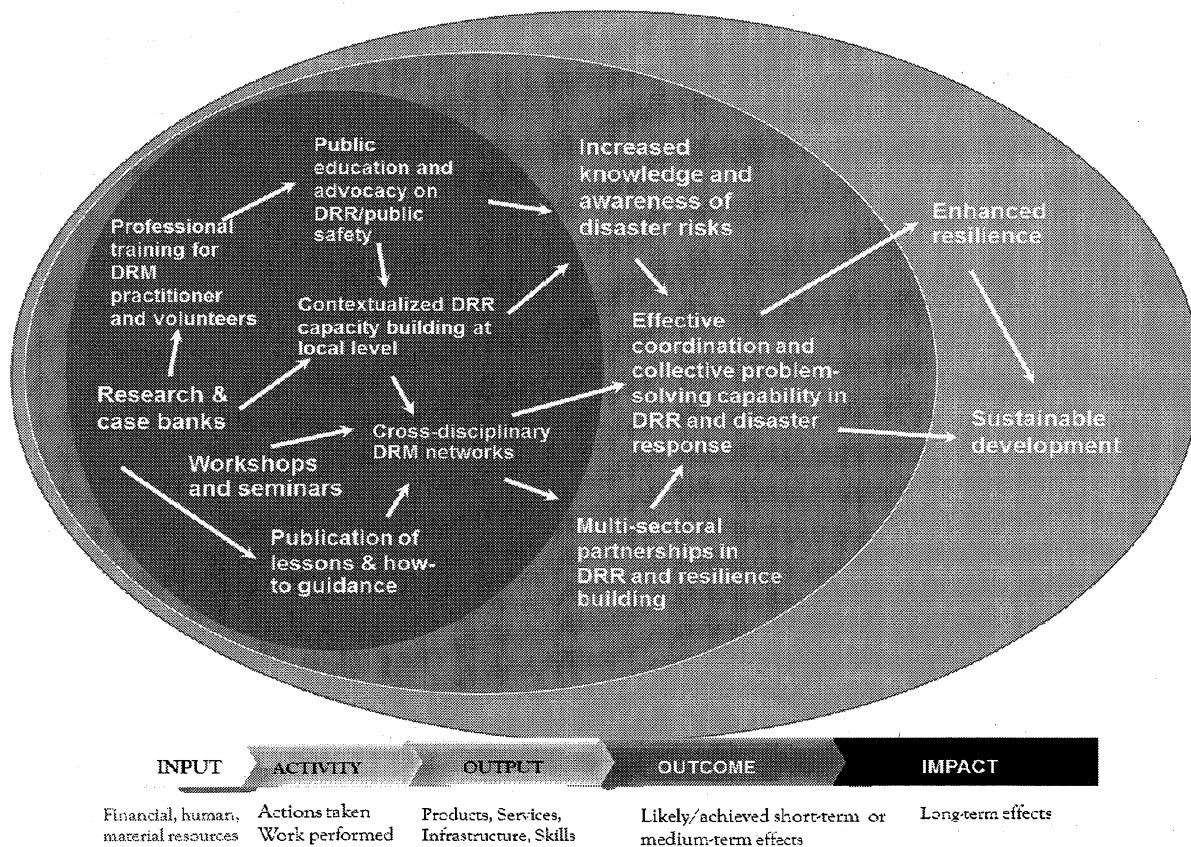 Public
education and
advocacy on
DRR/public
safety
Professional
training for
DRM
practitioner
and volunteers
Contextualized DRR
capacity building at
local level
Research &
case banks
Cross-disciplinary
DRM networks
Workshops
and seminars
Publication of
lessons & how-
to guidance
Increased
knowledge and
awareness of
disaster risks
Effective
coordination and
collective problem-
solving capability in
DRR and disaster
response
Multi-sectoral
partnerships in
DRR and resilience
building
Enhanced
resilience
Sustainable
development
INPUT
ACTIVITY
OUTPUT
OUTCOME
IMPACT
Financial, human,
material resources
Actions taken
Work performed
Products, Services,
Infrastructure, Skills
Likely/achieved short-term or
medium-term effects
Long-term effects